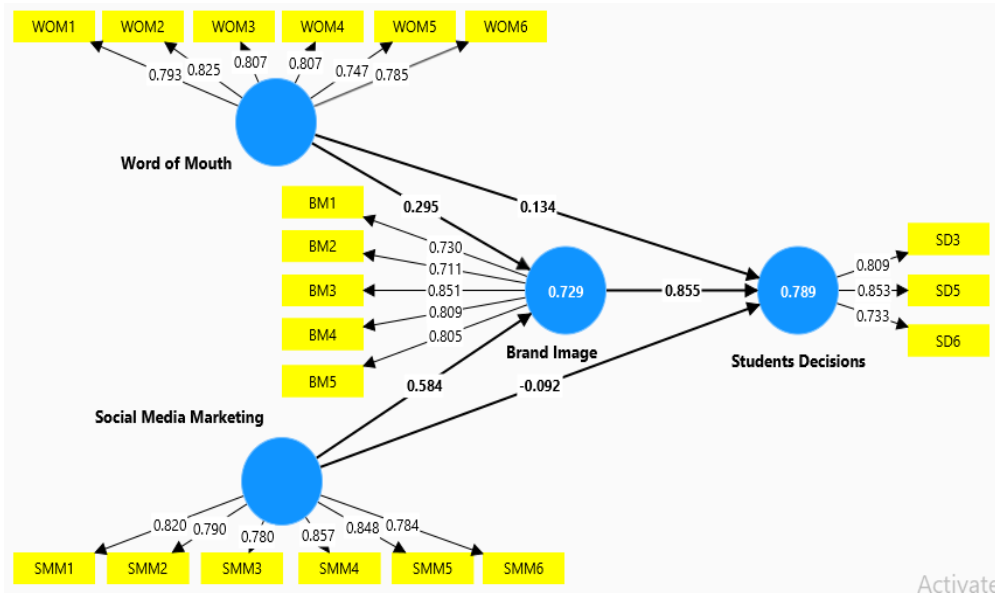 WOM1 WOM2 WOM3 WOM4 WOM5 WOM6
0.793 0.825 0.807 0.807 0.747 0.785
Word of Mouth
BM1
BM2
BM3
BM4
BM5
0.730
0.711
0.851
0.809
0.805
0.295
0.134
0.729
0.855
0.789
Brand Image
Students Decisions
0.809
0.853
0.733
SD3
SD5
SD6
0.584
-0.092
Social Media Marketing
0.820 0.790 0.780 0.857 0.848 0.784
SMM1 SMM2 SMM3 SMM4 SMM5 SMM6
Activate